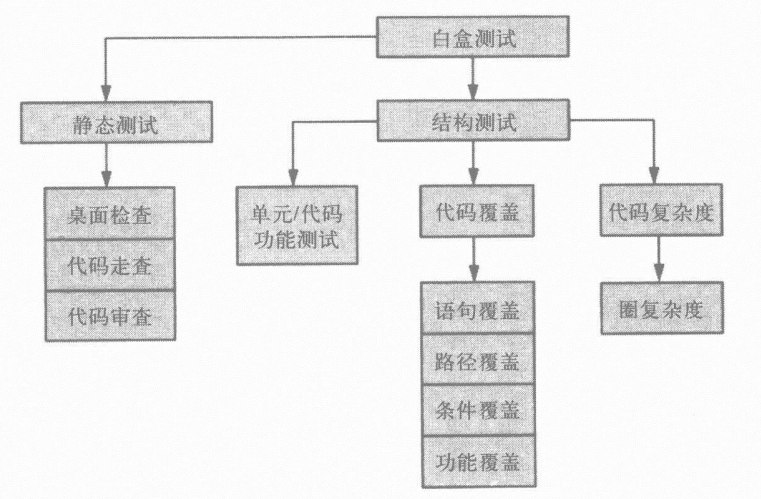 白盒测试
静态测试
结构测试
桌面检查
代码走查
代码审查
单元/代码
功能测试
代码覆盖
代码复杂度
语句覆盖
路径覆盖
条件覆盖
功能覆盖
圈复杂度